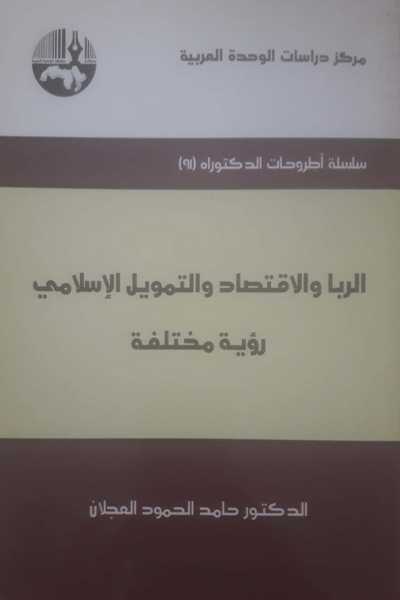 مركز دراسات الوحدة العربية
سلسلة أطروحات الدكتوراه (٩١)
الربا والاقتصاد والتمويل الإسلامي
رؤية مختلفة
الدكتور حامد الحمود العجلان